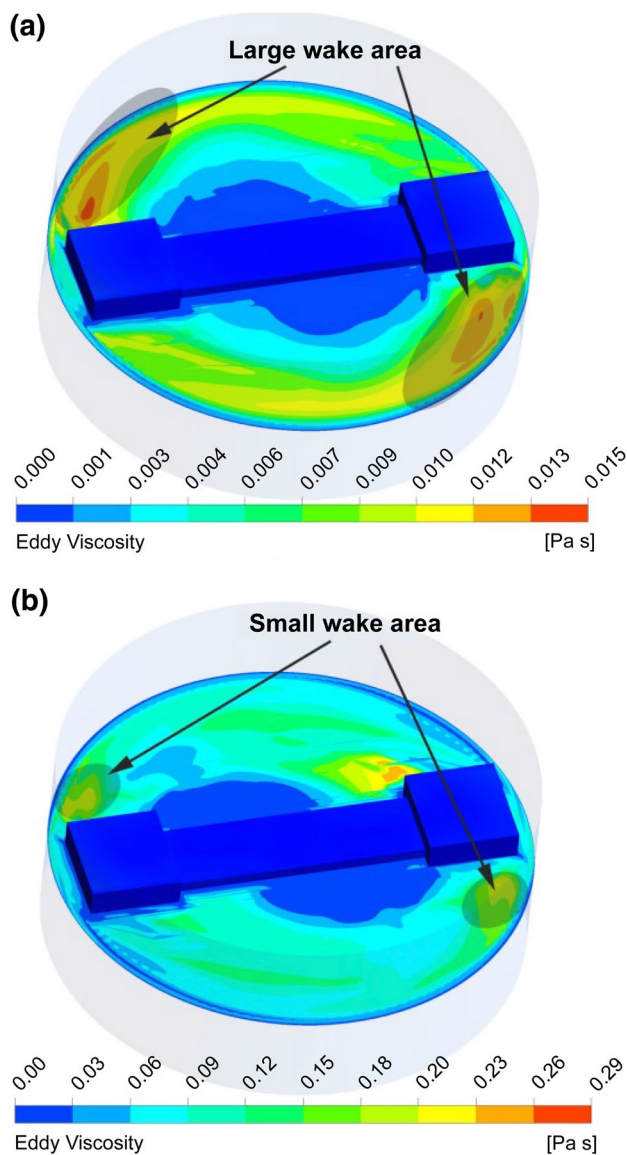 (a)
Large wake area
0.000 0.001 0.003 0.004 0.006 0.007 0.009 0.010 0.012 0.013 0.015
Eddy Viscosity [Pa s]
(b)
Small wake area
0.00 0.03 0.06 0.09 0.12 0.15 0.18 0.20 0.23 0.26 0.29
Eddy Viscosity [Pa s]